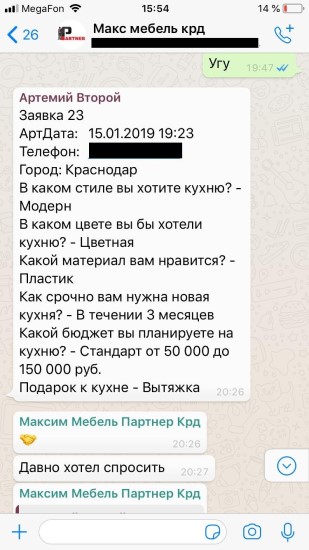 MegaFon
15:54
14 %
26
PARTNER
Макс мебель крд
Угу
19:47
Артемий Второй
Заявка 23
АртДата: 15.01.2019 19:23
Телефон:
Город: Краснодар
В каком стиле вы хотите кухню? -
Модерн
В каком цвете вы бы хотели
кухню? - Цветная
Какой материал вам нравится? -
Пластик
Как срочно вам нужна новая
кухня? - В течении 3 месяцев
Какой бюджет вы планируете на
кухню? - Стандарт от 50 000 до
150 000 руб.
Подарок к кухне - Вытяжка
20:26
Максим Мебель Партнер Крд
20:26
Давно хотел спросить
20:27
Максим Мебель Партнер Крд